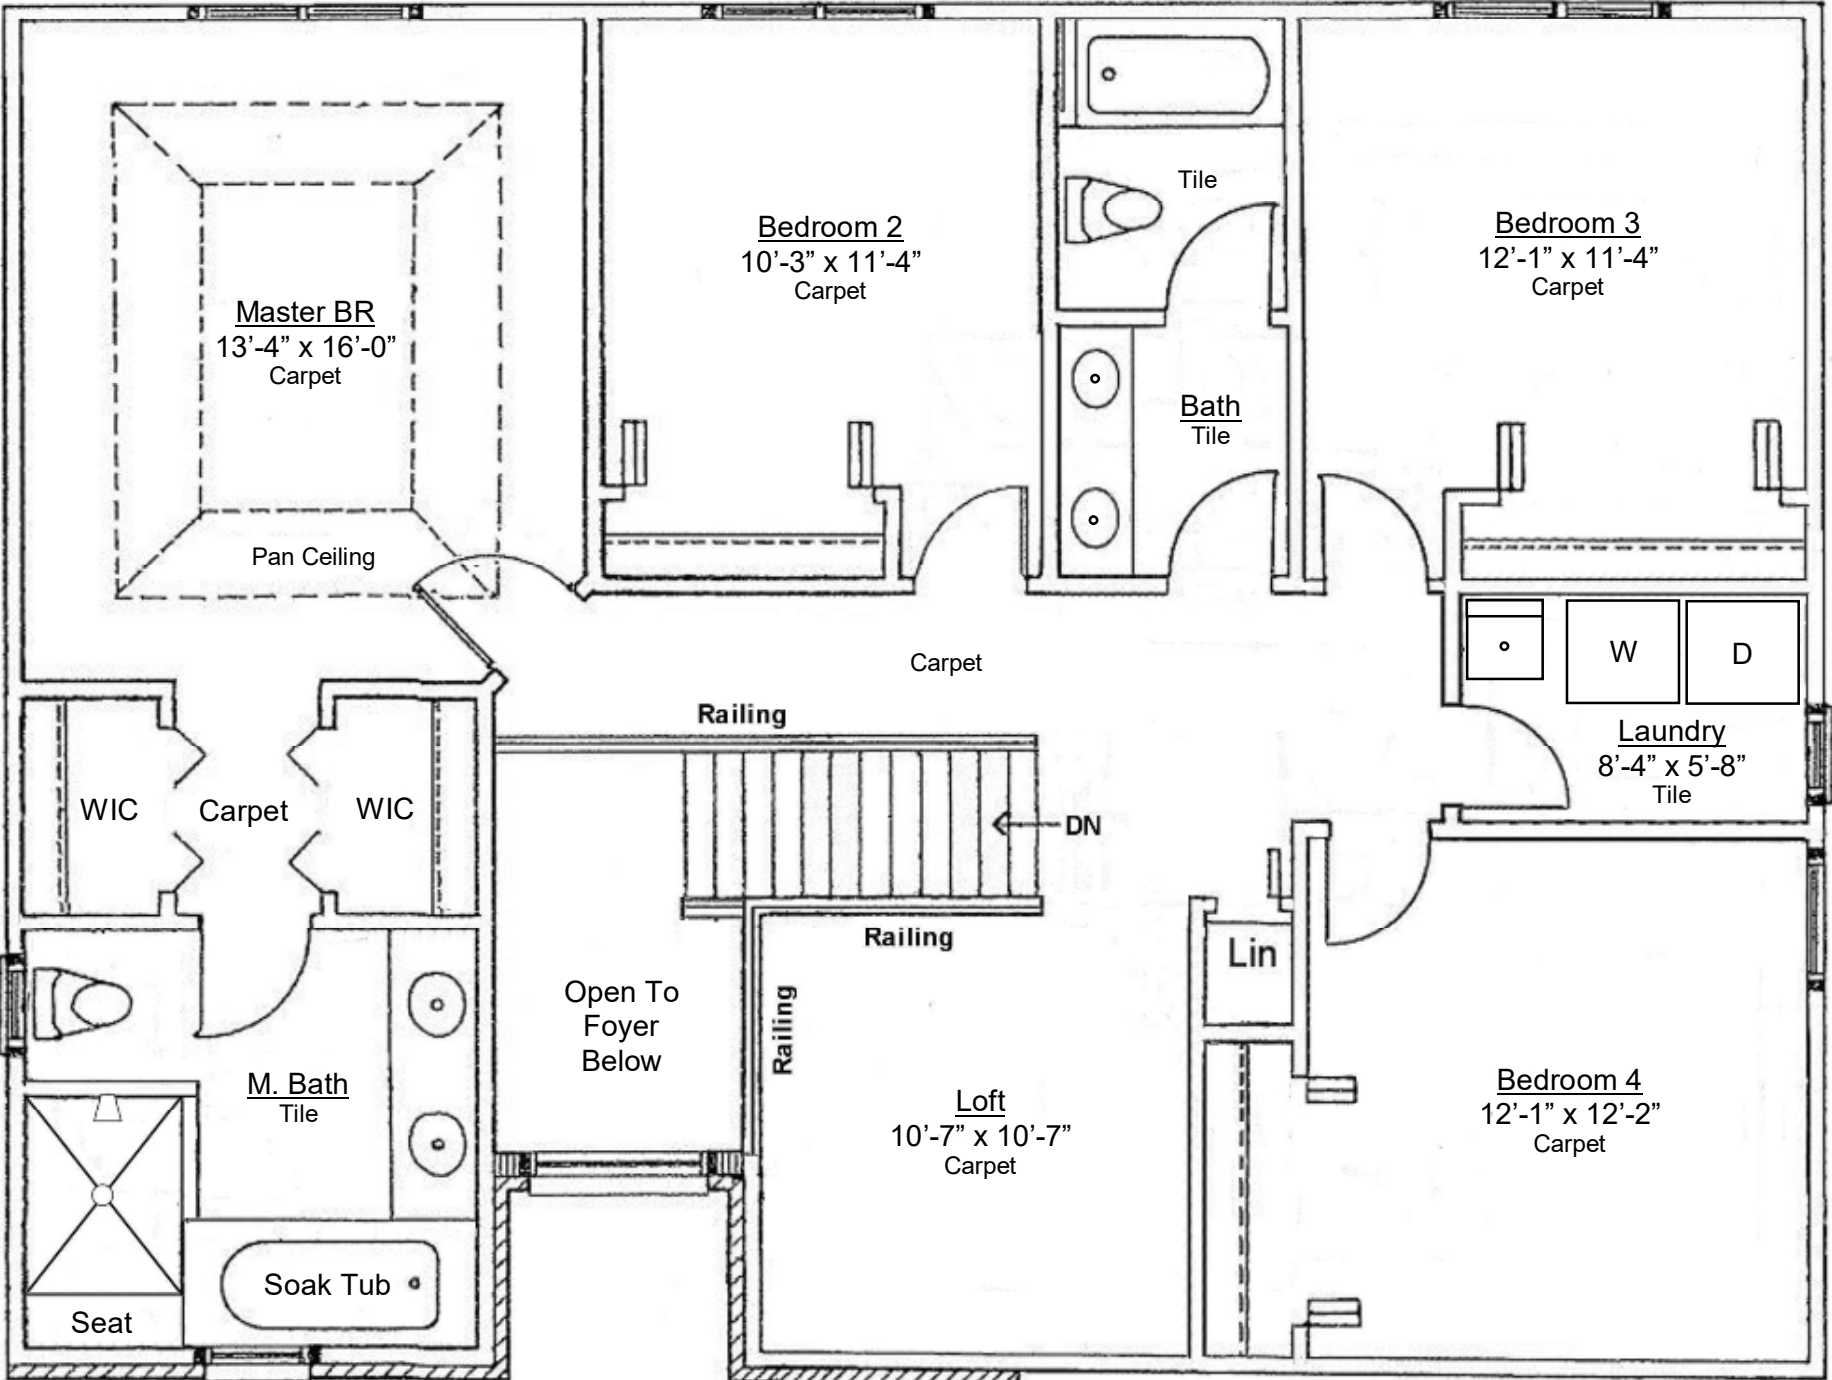 Tile
Bedroom 2
10’-3” x 11’-4”
Carpet
Bedroom 3
12’-1” x 11’-4”
Carpet
Master BR
13’-4” x 16’-0”
Carpet
Bath
Tile
Pan Ceiling
Carpet
W
D
Railing
Laundry
8’-4” x 5’-8”
Tile
WIC
Carpet
WIC
DN
Railing
Lin
Open To
Foyer
Below
Railing
M. Bath
Tile
Loft
10’-7” x 10’-7”
Carpet
Bedroom 4
12’-1” x 12’-2”
Carpet
Soak Tub
Seat